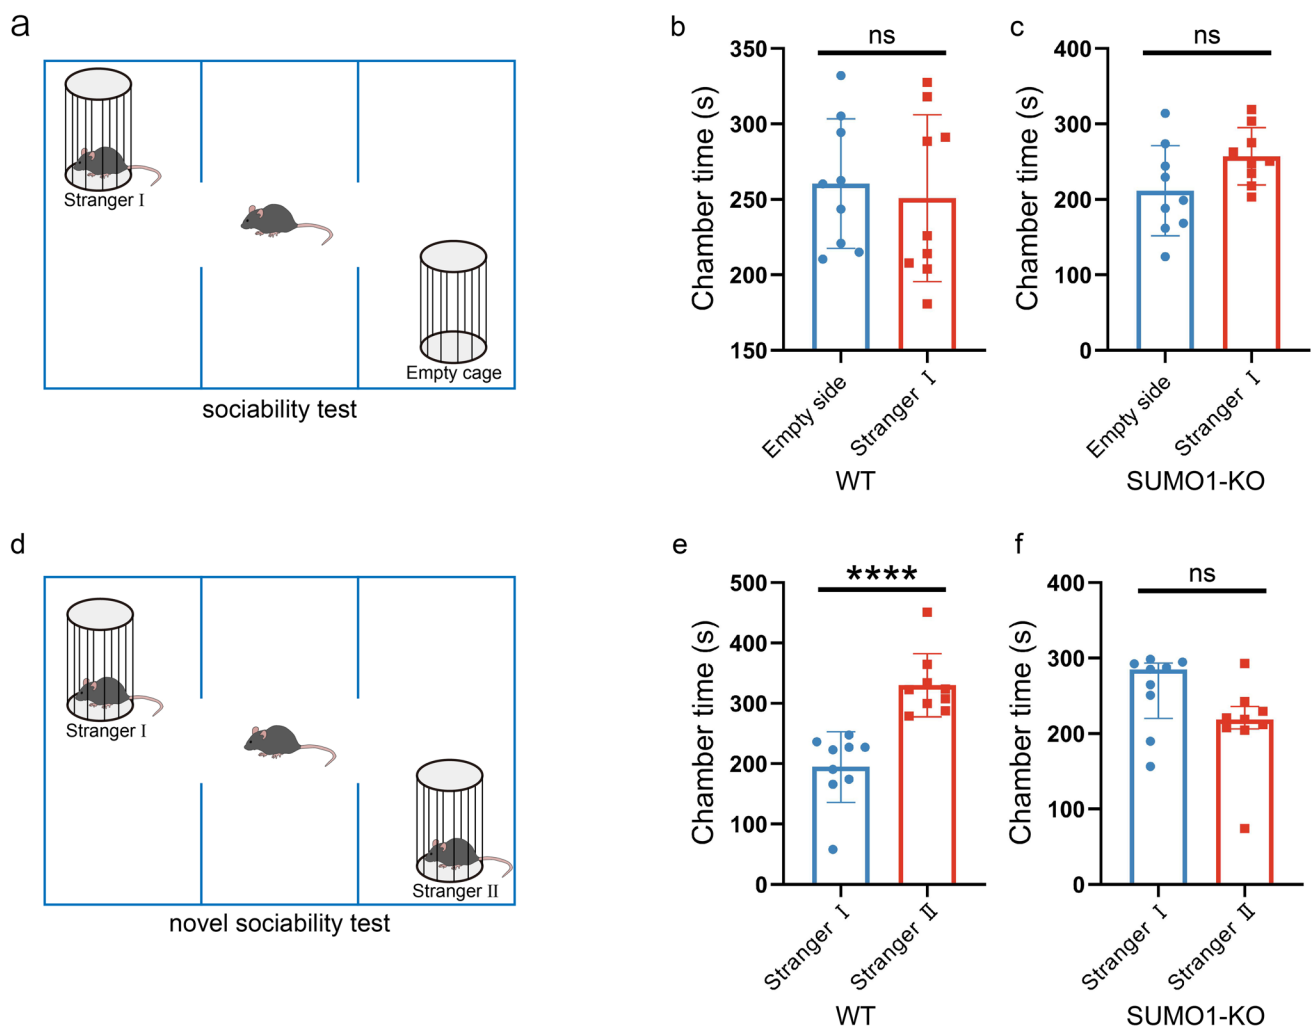 a
Stranger I
Empty cage
sociability test
b
ns
Chamber time (s)
350
300
250
200
150
Empty side
Stranger I
WT
c
ns
Chamber time (s)
400
300
200
100
0
Empty side
Stranger I
SUMO1-KO
d
Stranger I
Stranger II
novel sociability test
e
****
Chamber time (s)
500
400
300
200
100
0
Stranger I
Stranger II
WT
f
ns
Chamber time (s)
400
300
200
100
0
Stranger I
Stranger II
SUMO1-KO